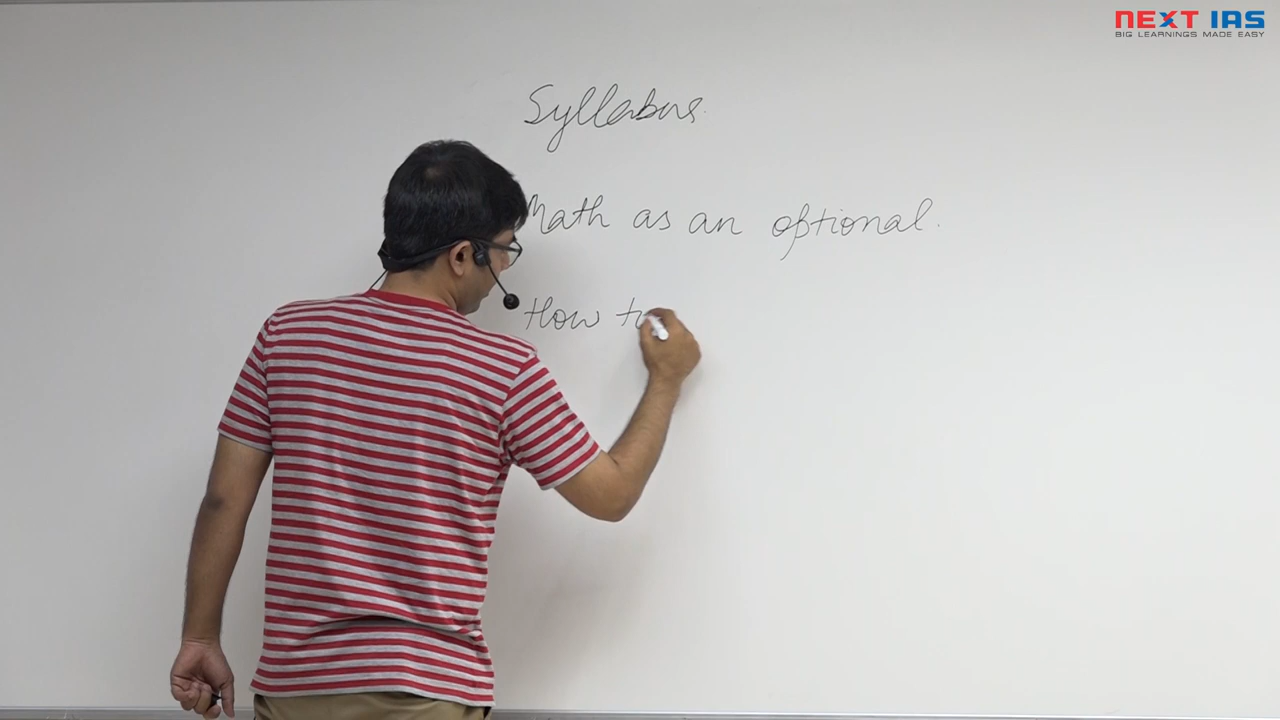 NEXT IAS
BIG LEARNINGS MADE EASY
Syllabus.
Math as an optional.
How to